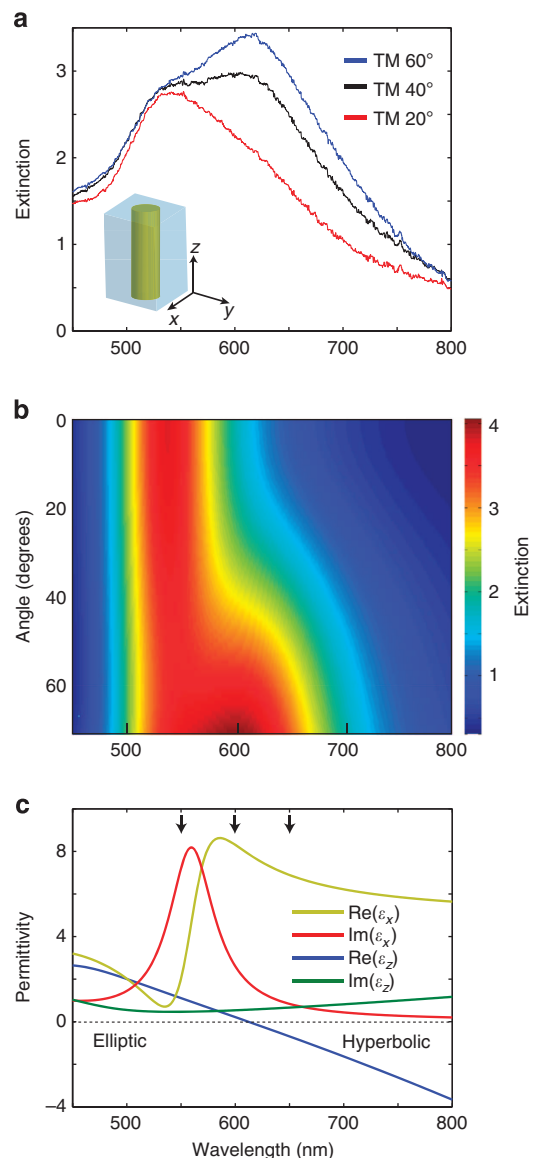 a
3
2
1
0
Extinction
TM 60°
TM 40°
TM 20°
z
x
y
500
600
700
800
b
0
20
40
60
Angle (degrees)
500
600
700
800
4
3
2
1
Extinction
c
8
4
0
−4
Permittivity
Re(εx)
Im(εx)
Re(εz)
Im(εz)
Elliptic
Hyperbolic
500
600
700
800
Wavelength (nm)